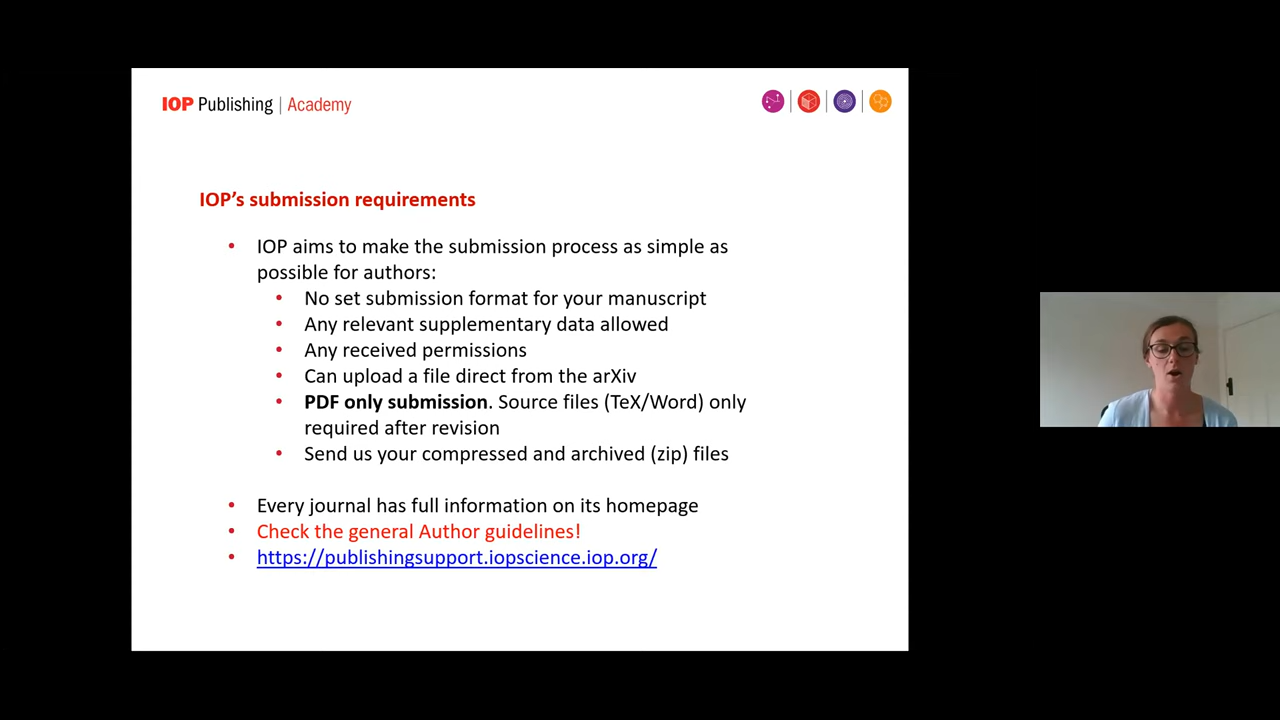 IOP Publishing | Academy
IOP’s submission requirements
• IOP aims to make the submission process as simple as
possible for authors:
• No set submission format for your manuscript
• Any relevant supplementary data allowed
• Any received permissions
• Can upload a file direct from the arXiv
• PDF only submission. Source files (TeX/Word) only
required after revision
• Send us your compressed and archived (zip) files
• Every journal has full information on its homepage
• Check the general Author guidelines!
• https://publishingsupport.iopscience.iop.org/